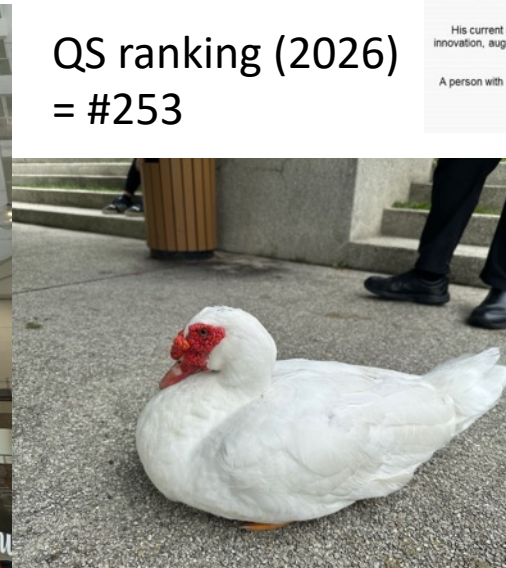 QS ranking (2026)
= #253
His current
innovation, aug
A person with